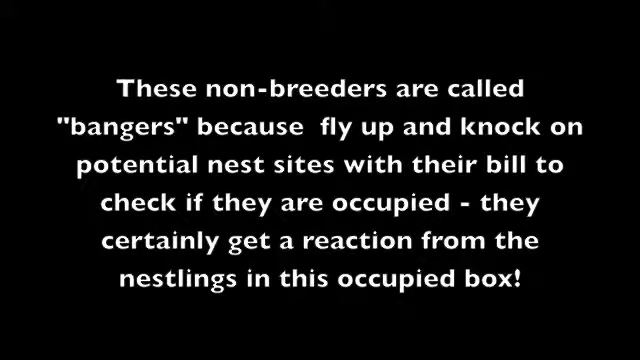 These non-breeders are called
"bangers" because  fly up and knock on
potential nest sites with their bill to
check if they are occupied - they
certainly get a reaction from the
nestlings in this occupied box!